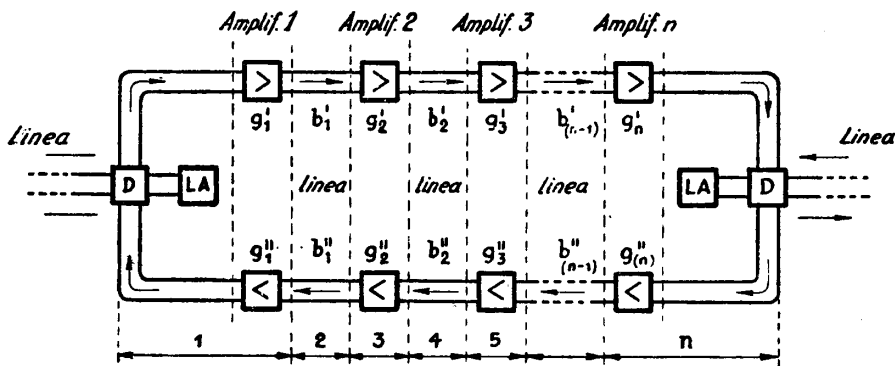 Amplif. 1 Amplif. 2 Amplif. 3 Amplif. n
> > > >
g'1 b'1 g'2 b'2 g'3 b'(n-1) g'n
Linea Linea
D LA linea linea linea LA D
g"1 b"1 g"2 b"2 g"3 b"(n-1) g"(n)
< < < <
1 2 3 4 5 n